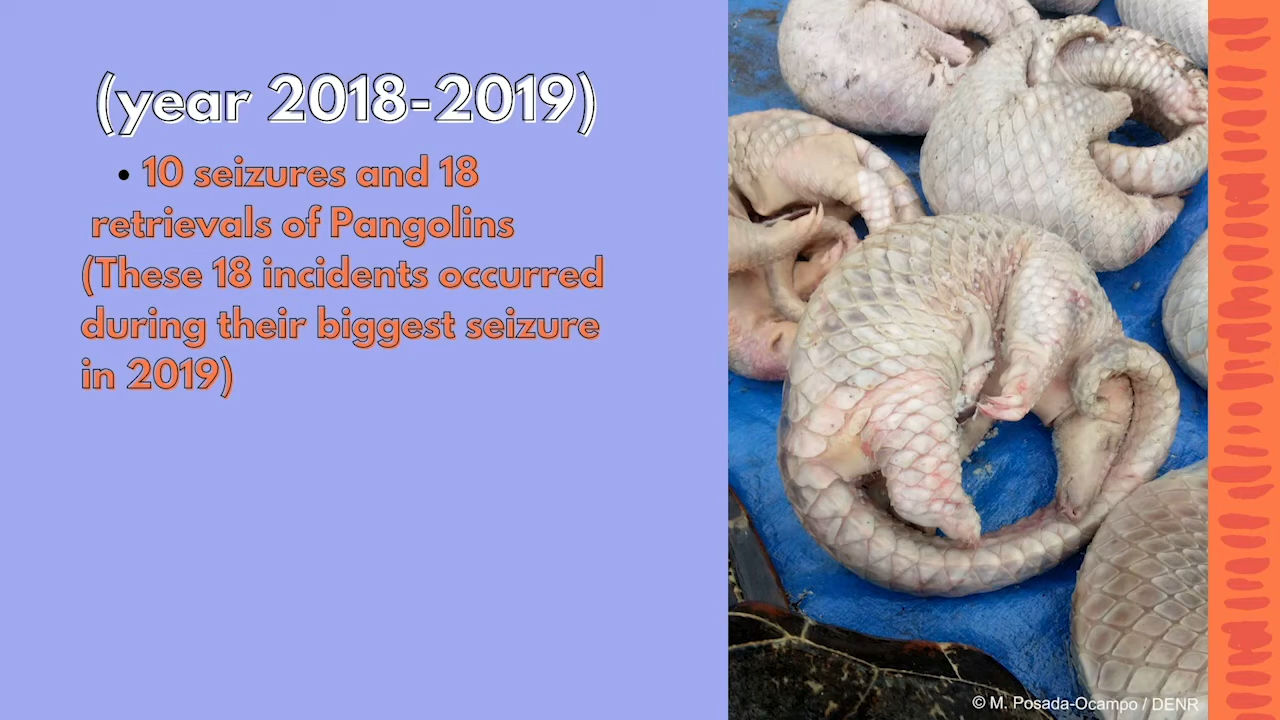 (year 2018-2019)
• 10 seizures and 18
retrievals of Pangolins
(These 18 incidents occurred
during their biggest seizure
in 2019)
© M. Posada-Ocampo / DENR